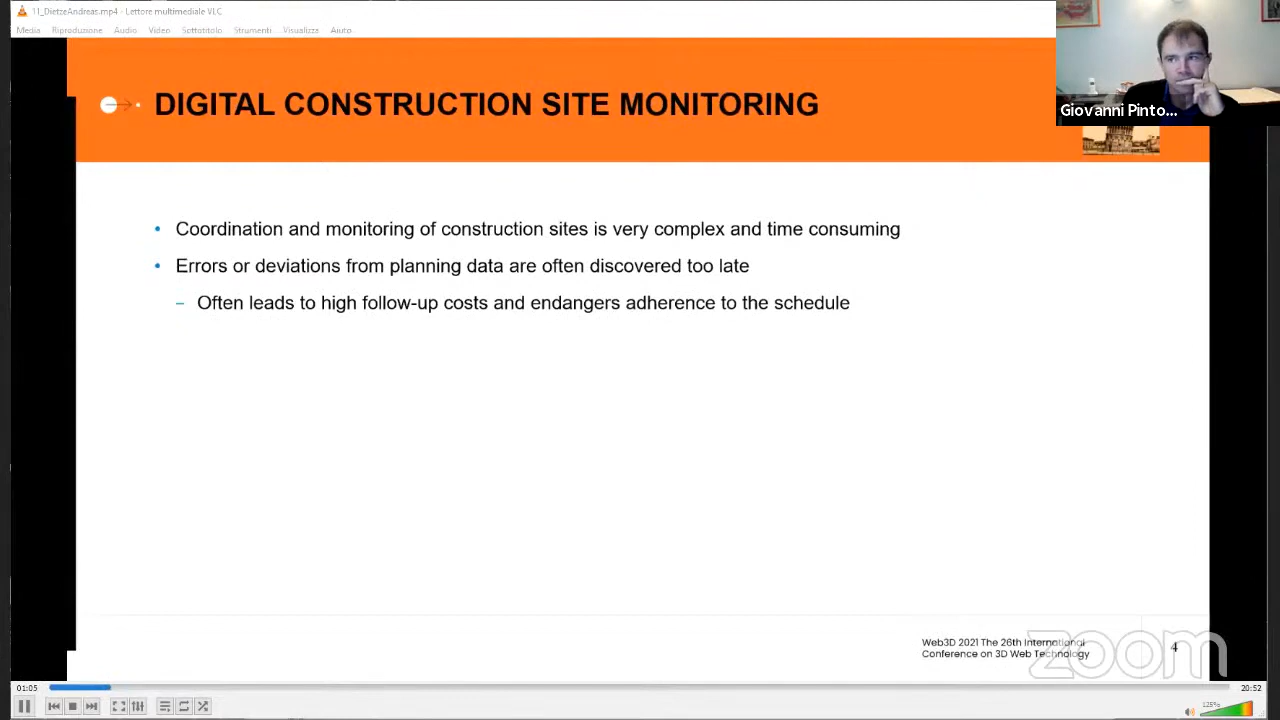 11_DietzeAndreas.mp4 - Lettore multimediale VLC
Media Riproduzione Audio Video Sottotitolo Strumenti Visualizza Aiuto
DIGITAL CONSTRUCTION SITE MONITORING
Giovanni Pinto...
• Coordination and monitoring of construction sites is very complex and time consuming
• Errors or deviations from planning data are often discovered too late
– Often leads to high follow-up costs and endangers adherence to the schedule
Web3D 2021 The 26th International
Conference on 3D Web Technology
4
zoom
01:05
20:52
125%